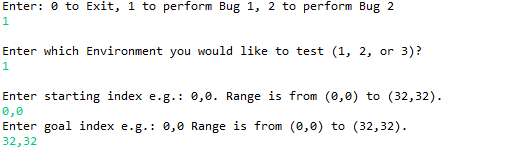 Enter: 0 to Exit, 1 to perform Bug 1, 2 to perform Bug 2
1
Enter which Environment you would like to test (1, 2, or 3)?
1
Enter starting index e.g.: 0,0. Range is from (0,0) to (32,32).
0,0
Enter goal index e.g.: 0,0 Range is from (0,0) to (32,32).
32,32